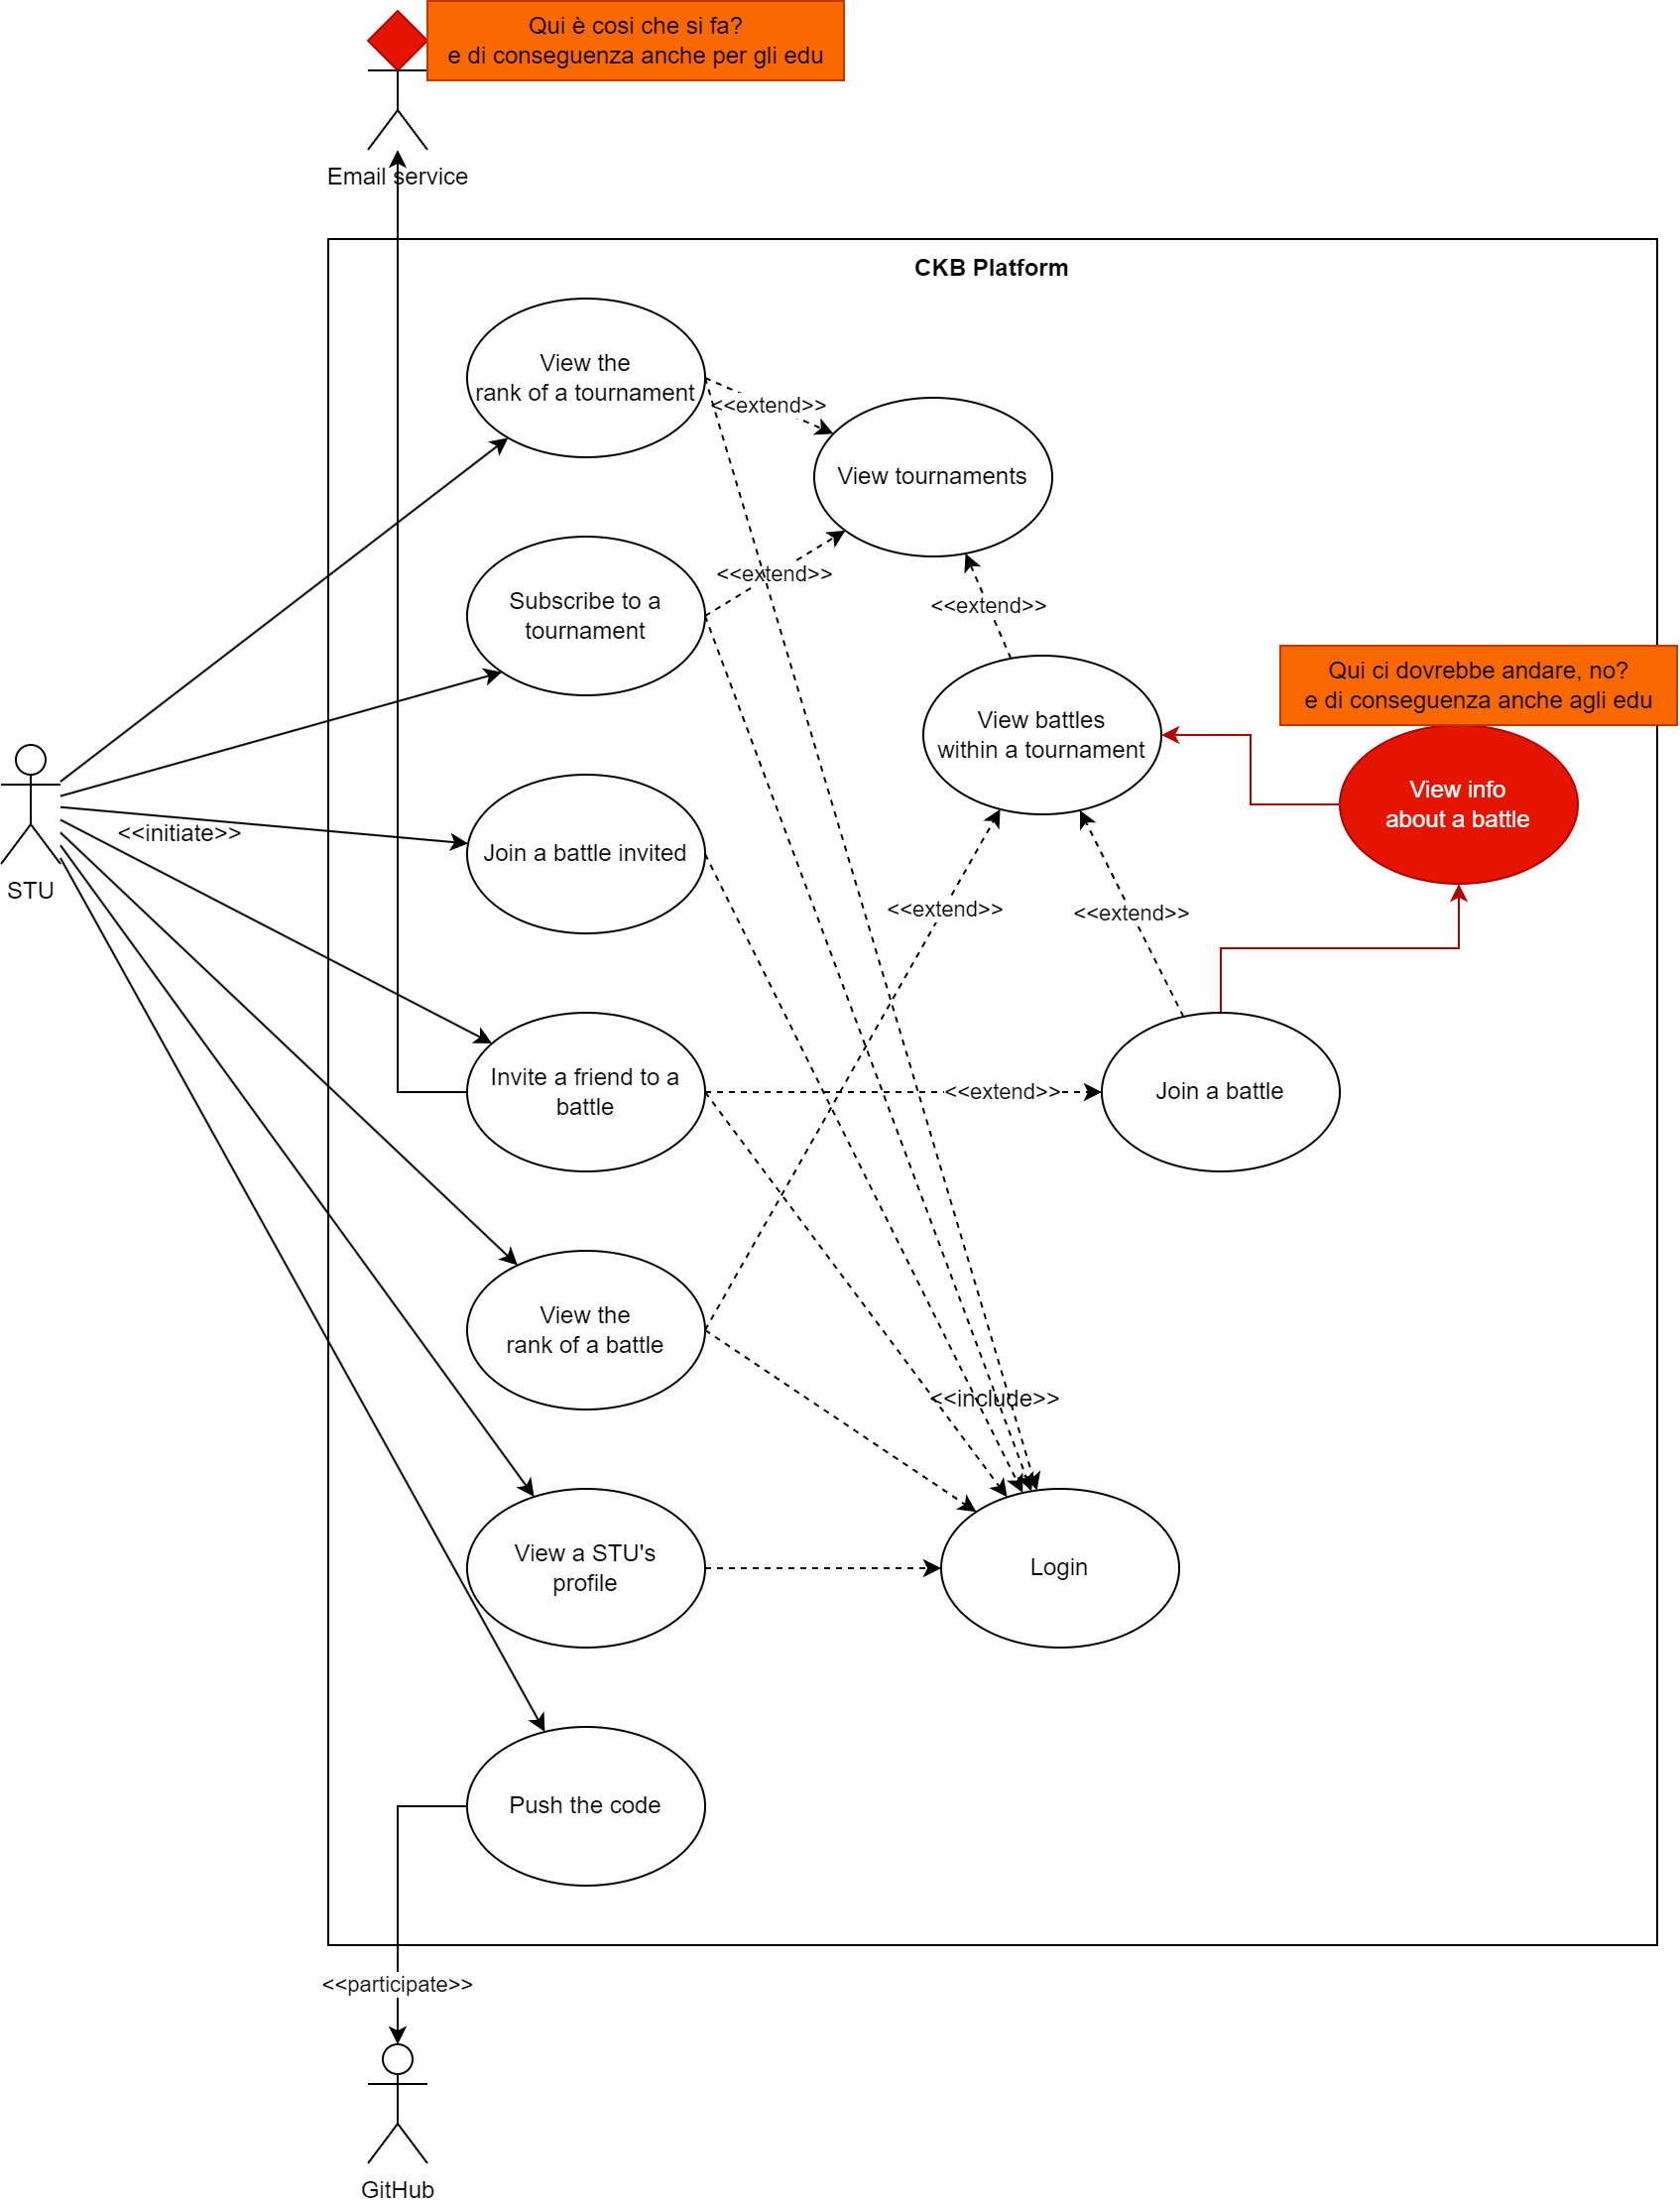 Qui è cosi che si fa?
e di conseguenza anche per gli edu
Email service
CKB Platform
View the
rank of a tournament
<<extend>>
View tournaments
<<extend>>
Subscribe to a
tournament
<<extend>>
Qui ci dovrebbe andare, no?
e di conseguenza anche agli edu
View battles
within a tournament
View info
about a battle
<<initiate>>
STU
Join a battle invited
<<extend>>
<<extend>>
Invite a friend to a
battle
<<extend>>
Join a battle
View the
rank of a battle
<<include>>
View a STU's
profile
Login
Push the code
<<participate>>
GitHub